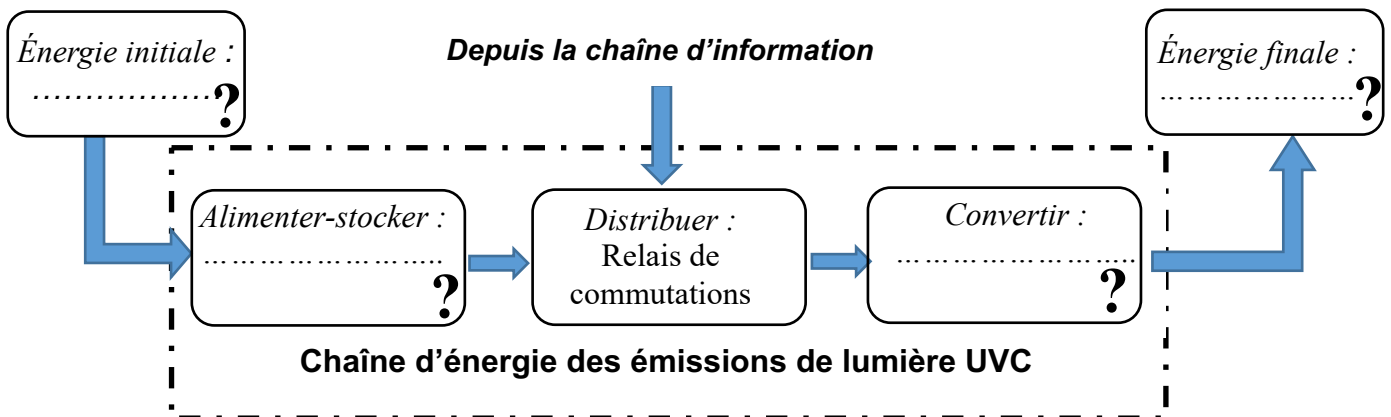 Énergie initiale :
.................
?
Depuis la chaîne d'information
Énergie finale :
…………………
?
Alimenter-stocker :
……………………..
?
Distribuer :
Relais de
commutations
Convertir :
……………………..
?
Chaîne d'énergie des émissions de lumière UVC